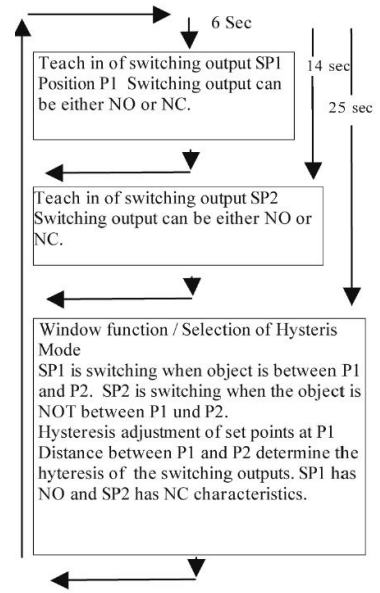 6 Sec
Teach in of switching output SP1
Position P1  Switching output can
be either NO or NC.
14 sec
25 sec
Teach in of switching output SP2
Switching output can be either NO or
NC.
Window function / Selection of Hysteris
Mode
SP1 is switching when object is between P1
and P2.  SP2 is switching when the object is
NOT between P1 und P2.
Hysteresis adjustment of set points at P1
Distance between P1 and P2 determine the
hyteresis of the switching outputs. SP1 has
NO and SP2 has NC characteristics.